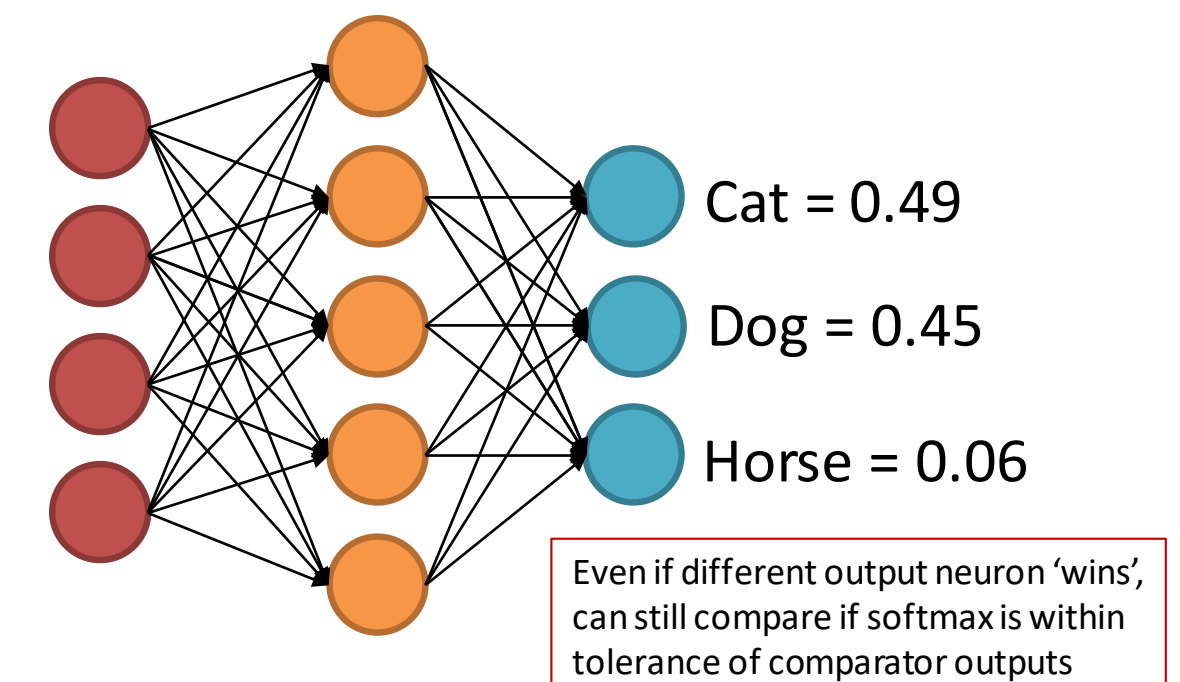 Cat = 0.49
Dog = 0.45
Horse = 0.06
Even if different output neuron ‘wins’,
can still compare if softmax is within
tolerance of comparator outputs